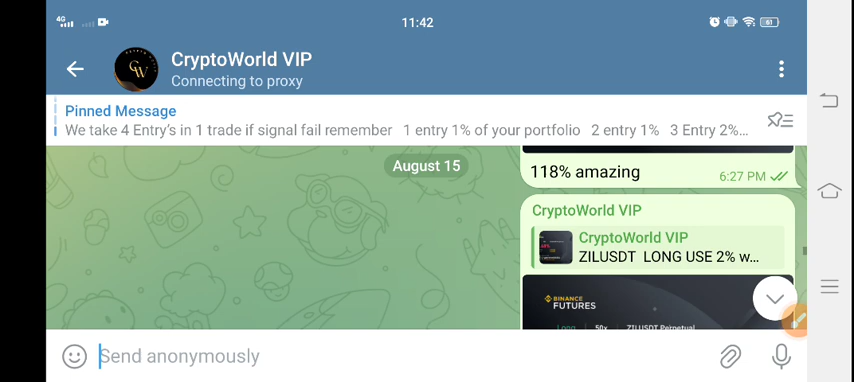 4G
11:42
61
GW
CryptoWorld VIP
Connecting to proxy
Pinned Message
We take 4 Entry's in 1 trade if signal fail remember 1 entry 1% of your portfolio 2 entry 1% 3 Entry 2%...
August 15
118% amazing
6:27 PM
CryptoWorld VIP
CryptoWorld VIP
ZILUSDT LONG USE 2% w...
BINANCE
FUTURES
Long 50x ZILUSDT Perpetual
Send anonymously